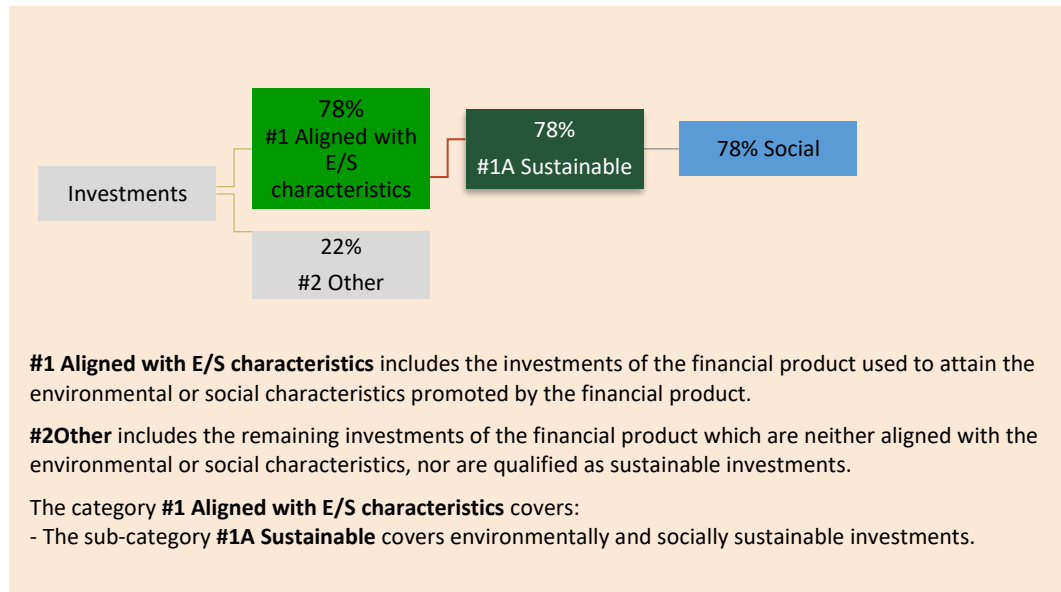 78%
#1 Aligned with
E/S
characteristics
78%
#1A Sustainable
78% Social
Investments
22%
#2 Other
#1 Aligned with E/S characteristics includes the investments of the financial product used to attain the
environmental or social characteristics promoted by the financial product.
#2Other includes the remaining investments of the financial product which are neither aligned with the
environmental or social characteristics, nor are qualified as sustainable investments.
The category #1 Aligned with E/S characteristics covers:
- The sub-category #1A Sustainable covers environmentally and socially sustainable investments.